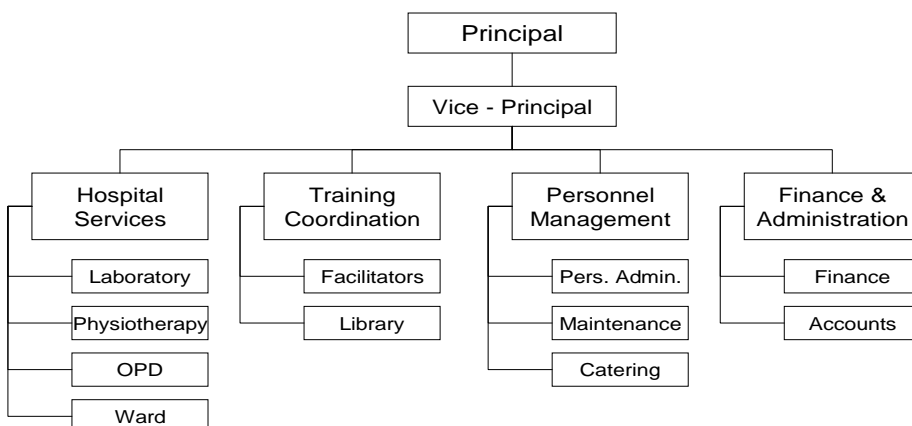 Principal
Vice - Principal
Hospital
Services
Training
Coordination
Personnel
Management
Finance &
Administration
Laboratory
Facilitators
Pers. Admin.
Finance
Physiotherapy
Library
Maintenance
Accounts
OPD
Catering
Ward